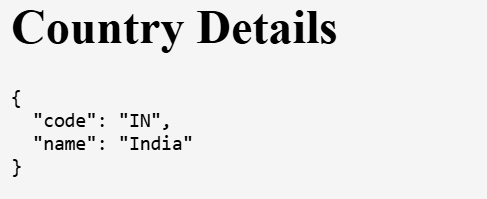 Country Details
{
  "code": "IN",
  "name": "India"
}